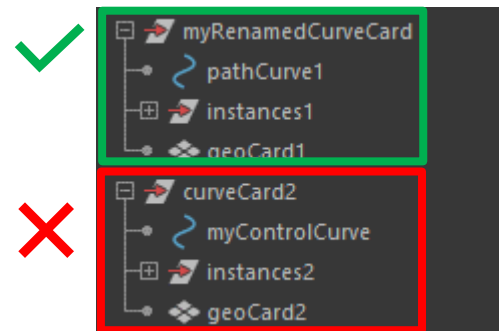 myRenamedCurveCard
pathCurve1
instances1
geoCard1
curveCard2
myControlCurve
instances2
geoCard2